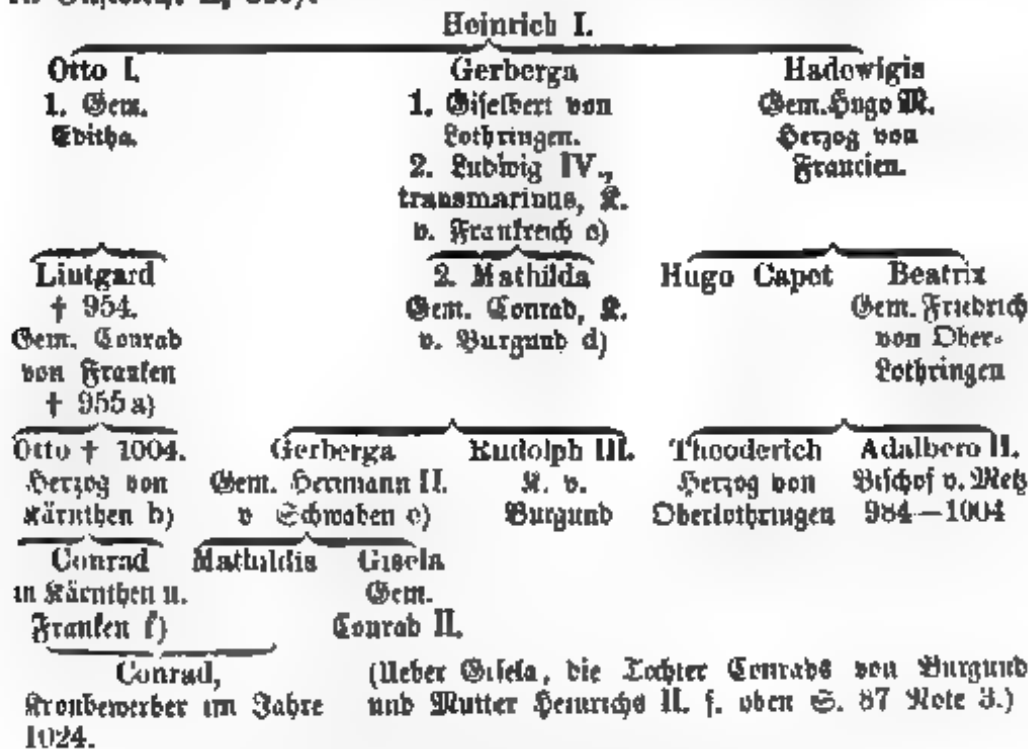 Heinrich I.
Otto I. Gerberga Hadowigis
1. Gem. 1. Giselbert von Gem. Hugo M.
Editha. Lothringen. Herzog von
2. Ludwig IV., Francien.
transmarinus, K.
v. Frankreich c)
Liutgard 2. Mathilda Hugo Capet Beatrix
† 954. Gem. Conrad, K. Gem. Friedrich
Gem. Conrad v. Burgund d) von Ober-
von Franken Lothringen
† 955 a)
Otto † 1004. Gerberga Rudolph III. Theoderich Adalbero II.
Herzog von Gem. Hermann II. K. v. Herzog von Bischof v. Metz
Kärnthen b) v Schwaben e) Burgund Oberlothringen 984—1004
Conrad Mathildis Gisela
in Kärnthen u. Gem.
Franken f) Conrad II.
Conrad, (Ueber Gisela, die Tochter Conrads von Burgund
Kronbewerber im Jahre und Mutter Heinrichs II. s. oben S. 87 Note 3.)
1024.